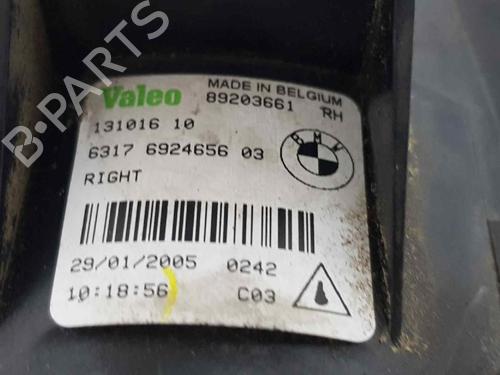 B-PARTS
Valeo
MADE IN BELGIUM
89203661 RH
131016 10
6317 6924656 03
BMW
RIGHT
29/01/2005 0242
10:18:56 C03